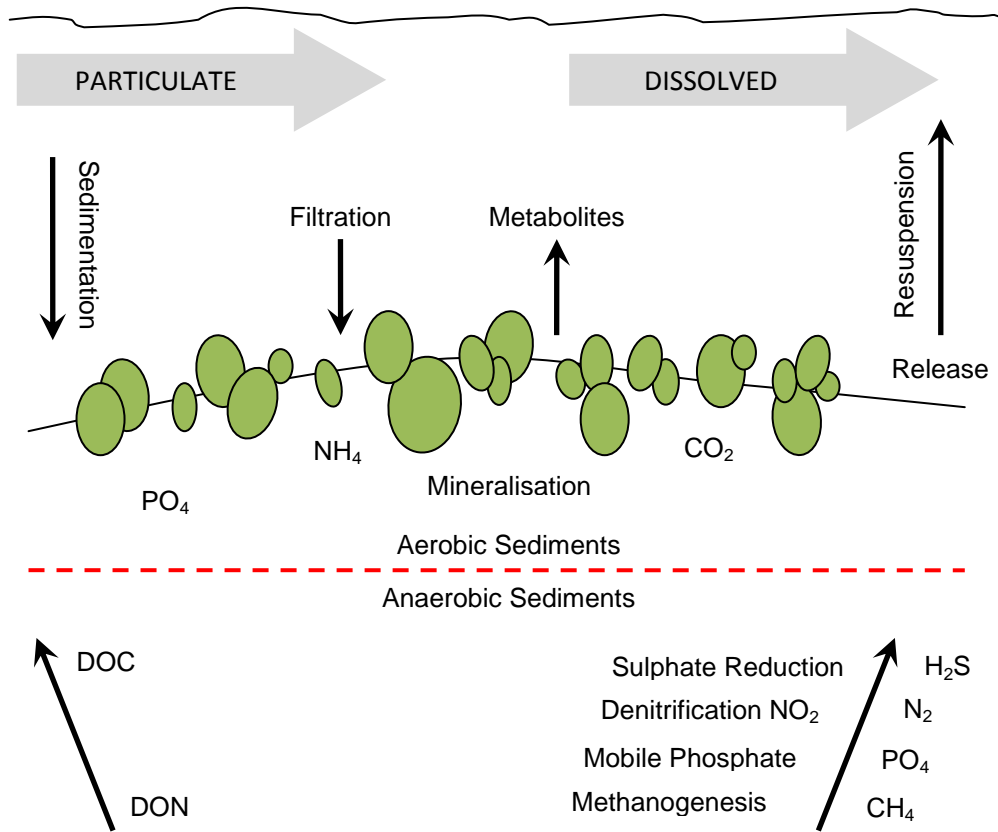 PARTICULATE
DISSOLVED
Sedimentation
Filtration
Metabolites
Resuspension
Release
NH₄
CO₂
PO₄
Mineralisation
Aerobic Sediments
Anaerobic Sediments
DOC
DON
Sulphate Reduction H₂S
Denitrification NO₂ N₂
Mobile Phosphate PO₄
Methanogenesis CH₄